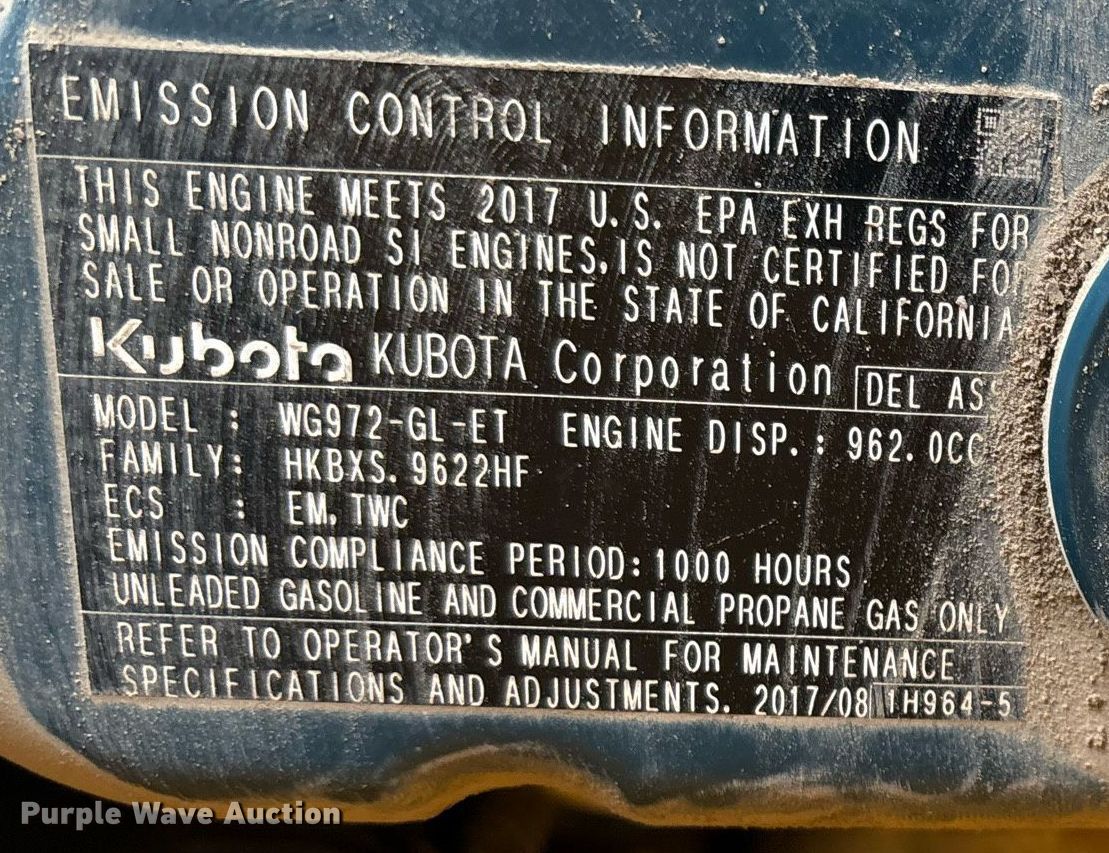 EMISSION CONTROL INFORMATION
THIS ENGINE MEETS 2017 U.S. EPA EXH REGS FOR
SMALL NONROAD SI ENGINES.IS NOT CERTIFIED FOR
SALE OR OPERATION IN THE STATE OF CALIFORNIA
Kubota KUBOTA Corporation DEL ASS
MODEL : WG972-GL-ET ENGINE DISP.: 962.0CC
FAMILY: HKBXS.9622HF
ECS : EM,TWC
EMISSION COMPLIANCE PERIOD:1000 HOURS
UNLEADED GASOLINE AND COMMERCIAL PROPANE GAS ONLY
REFER TO OPERATOR'S MANUAL FOR MAINTENANCE
SPECIFICATIONS AND ADJUSTMENTS. 2017/08 1H964-5
Purple Wave Auction